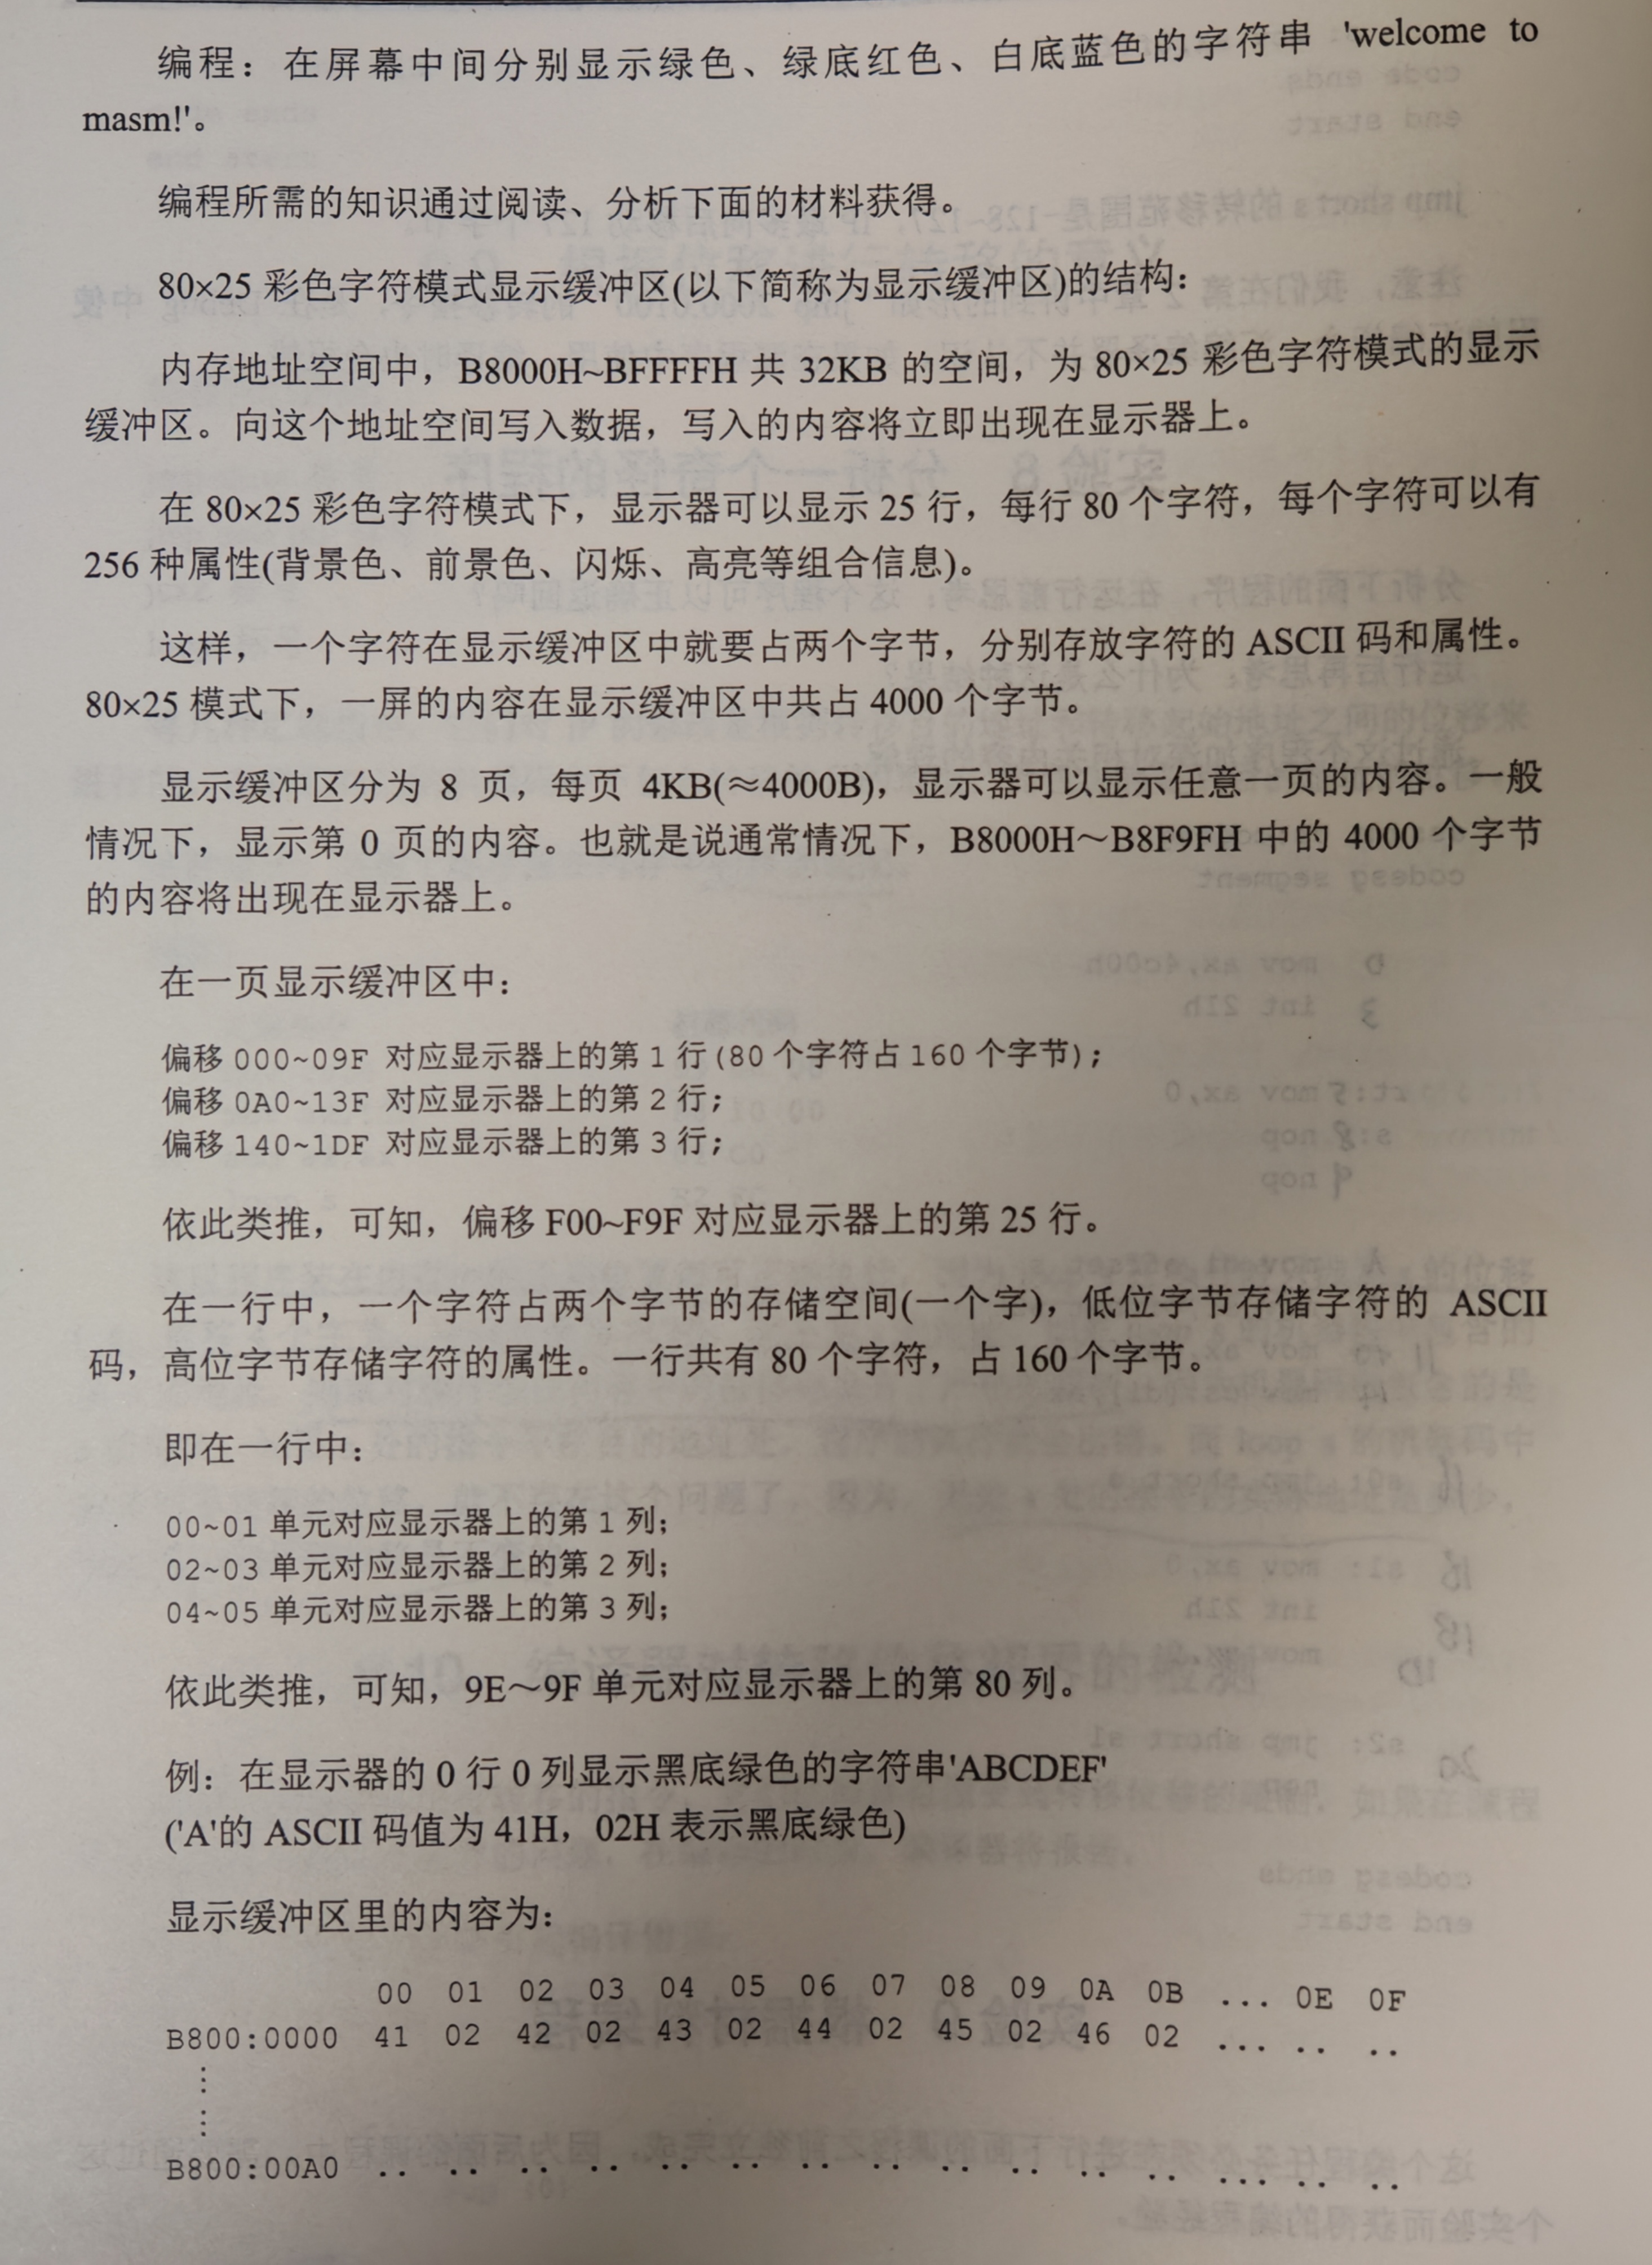 编程：在屏幕中间分别显示绿色、绿底红色、白底蓝色的字符串 'welcome to
masm!'。
编程所需的知识通过阅读、分析下面的材料获得。
80×25 彩色字符模式显示缓冲区(以下简称为显示缓冲区)的结构：
内存地址空间中，B8000H~BFFFFH 共 32KB 的空间，为 80×25 彩色字符模式的显示
缓冲区。向这个地址空间写入数据，写入的内容将立即出现在显示器上。
在 80×25 彩色字符模式下，显示器可以显示 25 行，每行 80 个字符，每个字符可以有
256 种属性(背景色、前景色、闪烁、高亮等组合信息)。
这样，一个字符在显示缓冲区中就要占两个字节，分别存放字符的 ASCII 码和属性。
80×25 模式下，一屏的内容在显示缓冲区中共占 4000 个字节。
显示缓冲区分为 8 页，每页 4KB(≈4000B)，显示器可以显示任意一页的内容。一般
情况下，显示第 0 页的内容。也就是说通常情况下，B8000H～B8F9FH 中的 4000 个字节
的内容将出现在显示器上。
在一页显示缓冲区中：
偏移 000~09F 对应显示器上的第 1 行(80 个字符占 160 个字节)；
偏移 0A0~13F 对应显示器上的第 2 行；
偏移 140~1DF 对应显示器上的第 3 行；
依此类推，可知，偏移 F00~F9F 对应显示器上的第 25 行。
在一行中，一个字符占两个字节的存储空间(一个字)，低位字节存储字符的 ASCII
码，高位字节存储字符的属性。一行共有 80 个字符，占 160 个字节。
即在一行中：
00~01 单元对应显示器上的第 1 列；
02~03 单元对应显示器上的第 2 列；
04~05 单元对应显示器上的第 3 列；
依此类推，可知，9E～9F 单元对应显示器上的第 80 列。
例：在显示器的 0 行 0 列显示黑底绿色的字符串'ABCDEF'
('A'的 ASCII 码值为 41H，02H 表示黑底绿色)
显示缓冲区里的内容为：
00 01 02 03 04 05 06 07 08 09 0A 0B ... 0E 0F
B800:0000 41 02 42 02 43 02 44 02 45 02 46 02 ... .. ..
⋮
⋮
B800:00A0 .. .. .. .. .. .. .. .. .. .. .. .. ... .. ..